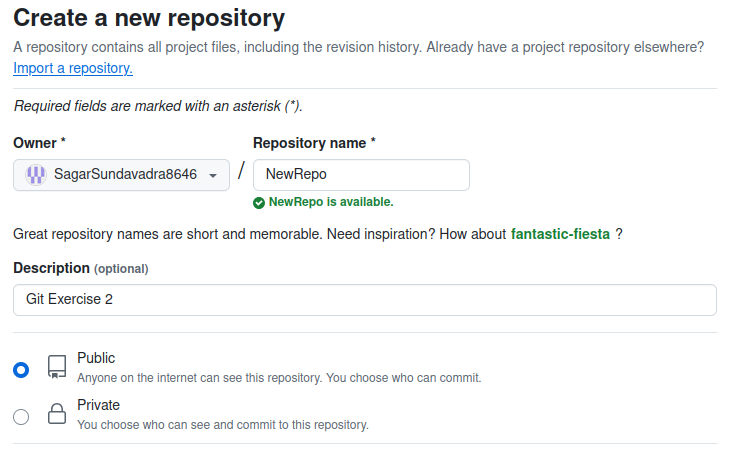 Create a new repository
A repository contains all project files, including the revision history. Already have a project repository elsewhere?
Import a repository.
Required fields are marked with an asterisk (*).
Owner * Repository name *
SagarSundavadra8646 / NewRepo
NewRepo is available.
Great repository names are short and memorable. Need inspiration? How about fantastic-fiesta ?
Description (optional)
Git Exercise 2
Public
Anyone on the internet can see this repository. You choose who can commit.
Private
You choose who can see and commit to this repository.